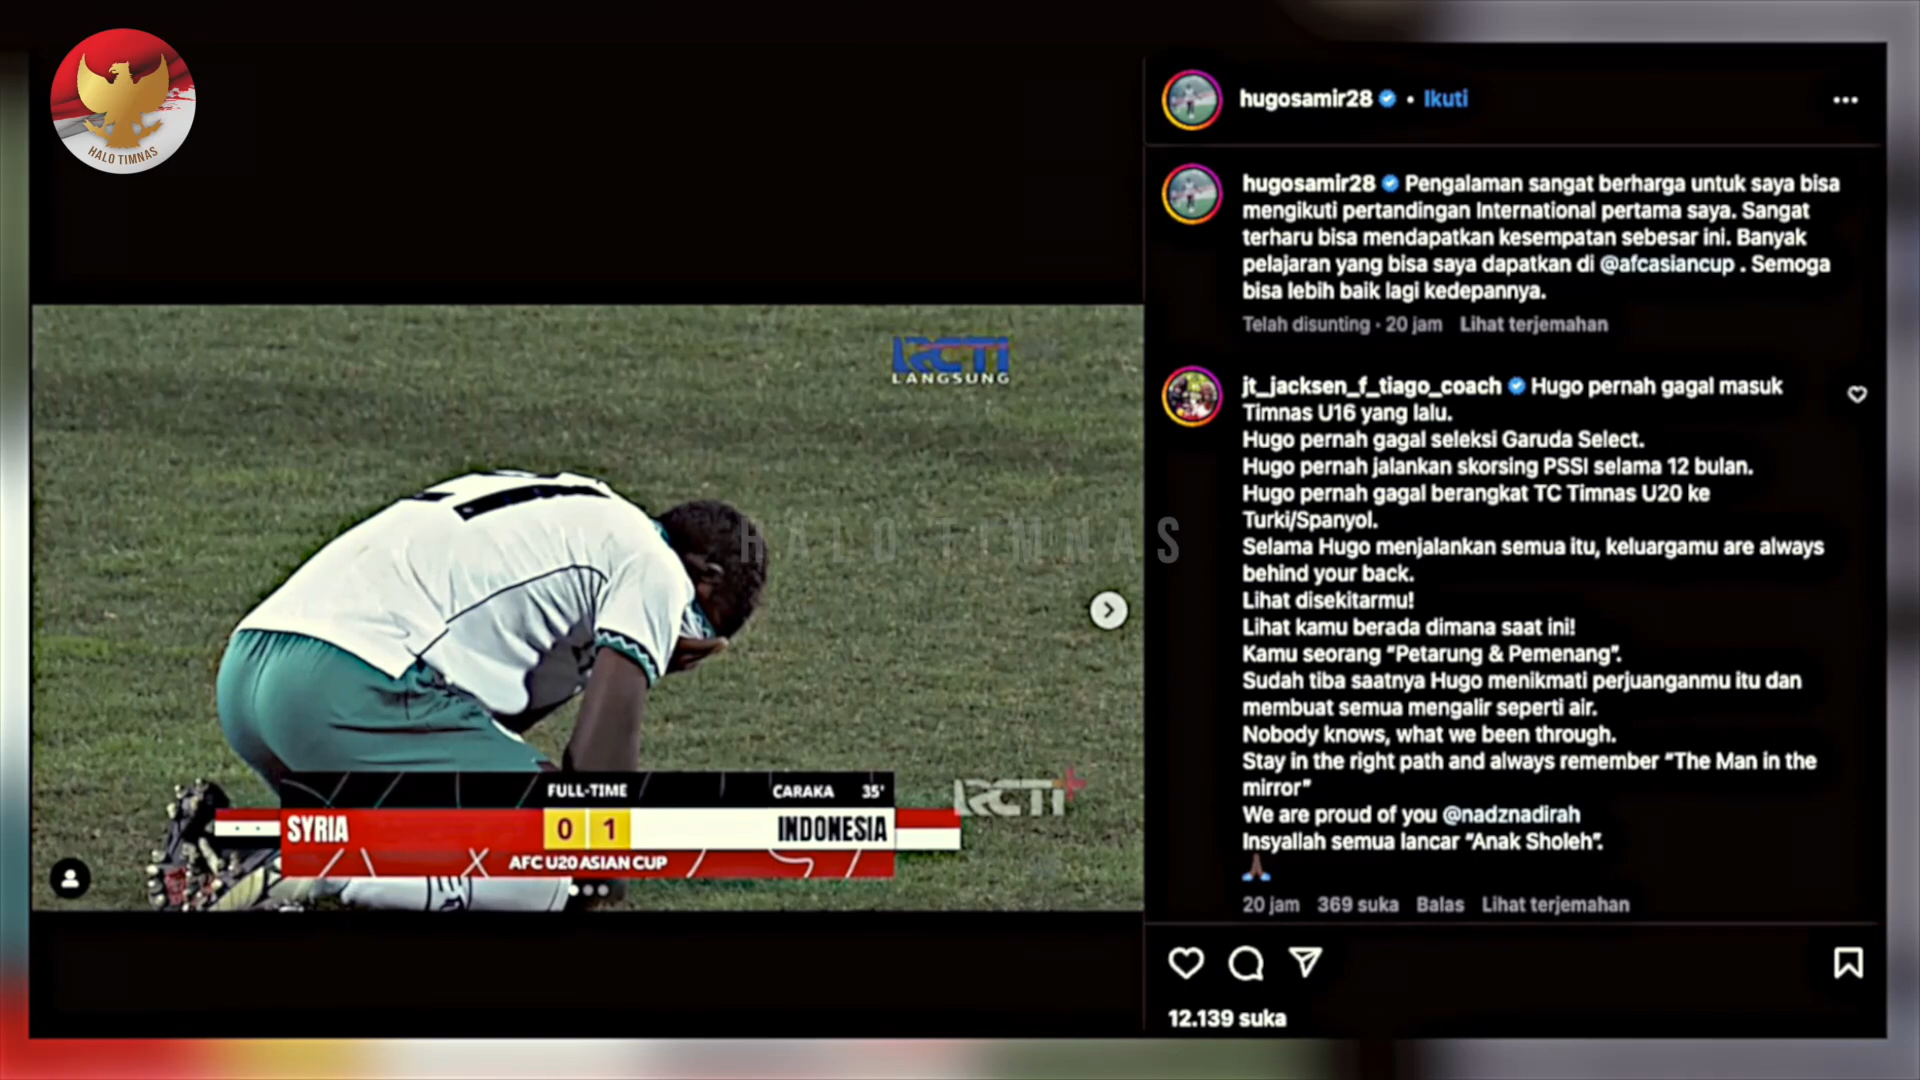 HALO TIMNAS
RCTI
LANGSUNG
HALO TIMNAS
FULL-TIME
CARAKA 35'
RCTI+
SYRIA 0 1 INDONESIA
AFC U20 ASIAN CUP
hugosamir28 • Ikuti
hugosamir28 Pengalaman sangat berharga untuk saya bisa
mengikuti pertandingan International pertama saya. Sangat
terharu bisa mendapatkan kesempatan sebesar ini. Banyak
pelajaran yang bisa saya dapatkan di @afcasiancup . Semoga
bisa lebih baik lagi kedepannya.
Telah disunting · 20 jam Lihat terjemahan
jt_jacksen_f_tiago_coach Hugo pernah gagal masuk
Timnas U16 yang lalu.
Hugo pernah gagal seleksi Garuda Select.
Hugo pernah jalankan skorsing PSSI selama 12 bulan.
Hugo pernah gagal berangkat TC Timnas U20 ke
Turki/Spanyol.
Selama Hugo menjalankan semua itu, keluargamu are always
behind your back.
Lihat disekitarmu!
Lihat kamu berada dimana saat ini!
Kamu seorang “Petarung & Pemenang”.
Sudah tiba saatnya Hugo menikmati perjuanganmu itu dan
membuat semua mengalir seperti air.
Nobody knows, what we been through.
Stay in the right path and always remember “The Man in the
mirror”
We are proud of you @nadznadirah
Insyallah semua lancar “Anak Sholeh”.
🙏🏾
20 jam 369 suka Balas Lihat terjemahan
12.139 suka